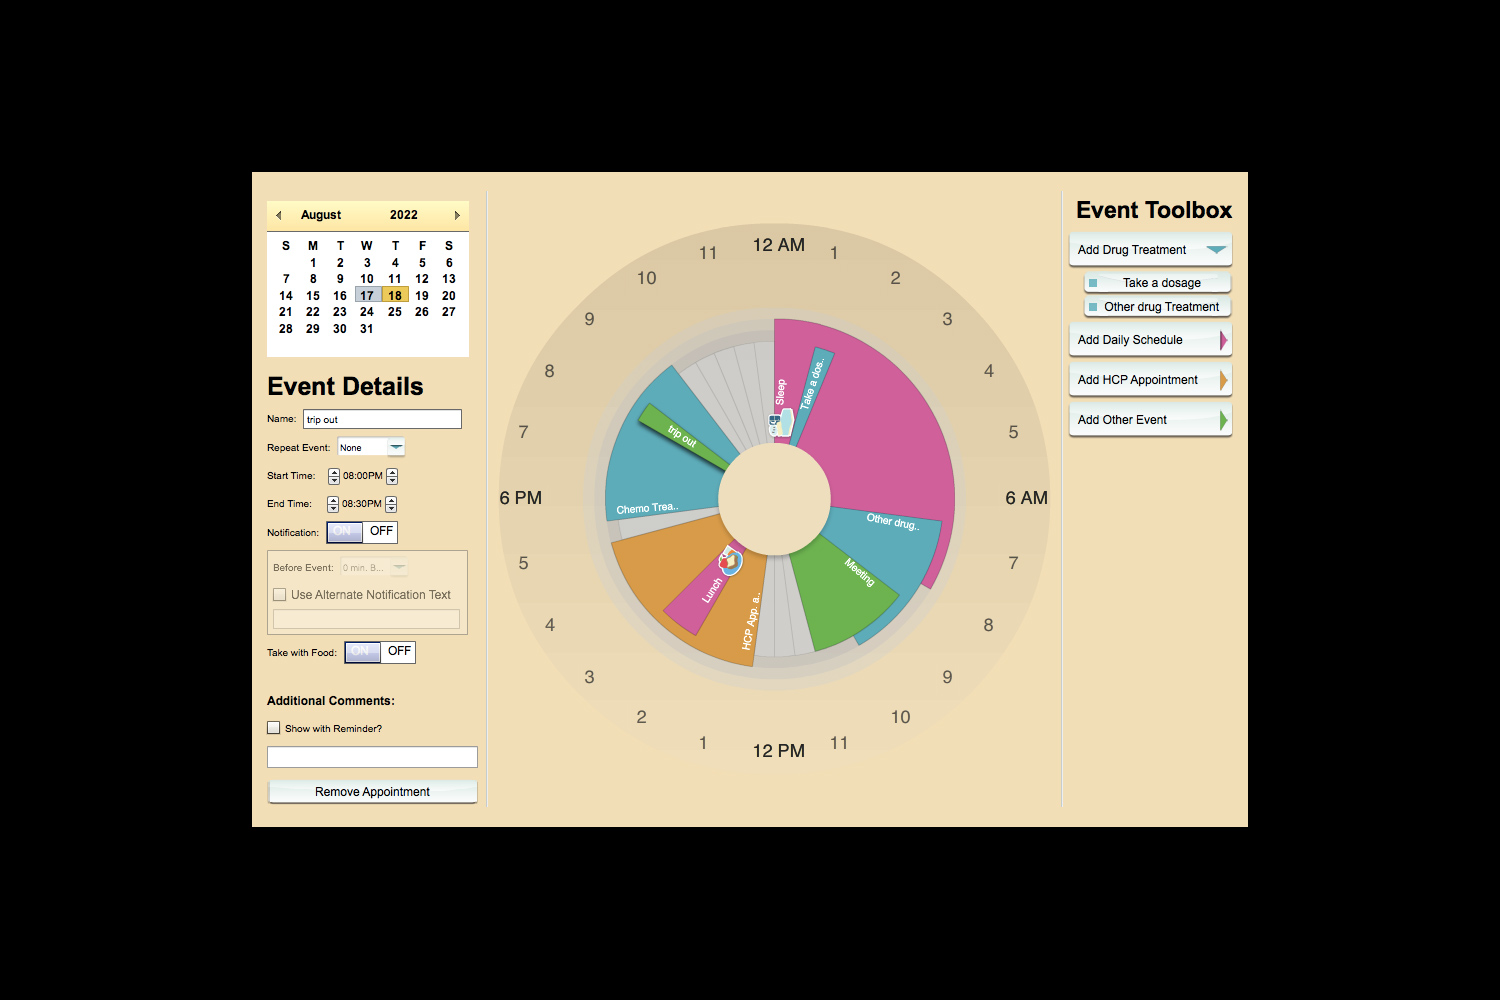 August 2022
S M T W T F S
1 2 3 4 5 6
7 8 9 10 11 12 13
14 15 16 17 18 19 20
21 22 23 24 25 26 27
28 29 30 31
Event Details
Name: trip out
Repeat Event: None
Start Time: 08:00PM
End Time: 08:30PM
Notification: ON OFF
Before Event: 0 min. B...
Use Alternate Notification Text
Take with Food: ON OFF
Additional Comments:
Show with Reminder?
Remove Appointment
12 AM
1
2
3
4
5
6 AM
7
8
9
10
11
12 PM
1
2
3
4
5
6 PM
7
8
9
10
11
Sleep
Take a dos..
Other drug..
Meeting
HCP App. a..
Lunch
Chemo Trea..
trip out
Event Toolbox
Add Drug Treatment
Take a dosage
Other drug Treatment
Add Daily Schedule
Add HCP Appointment
Add Other Event